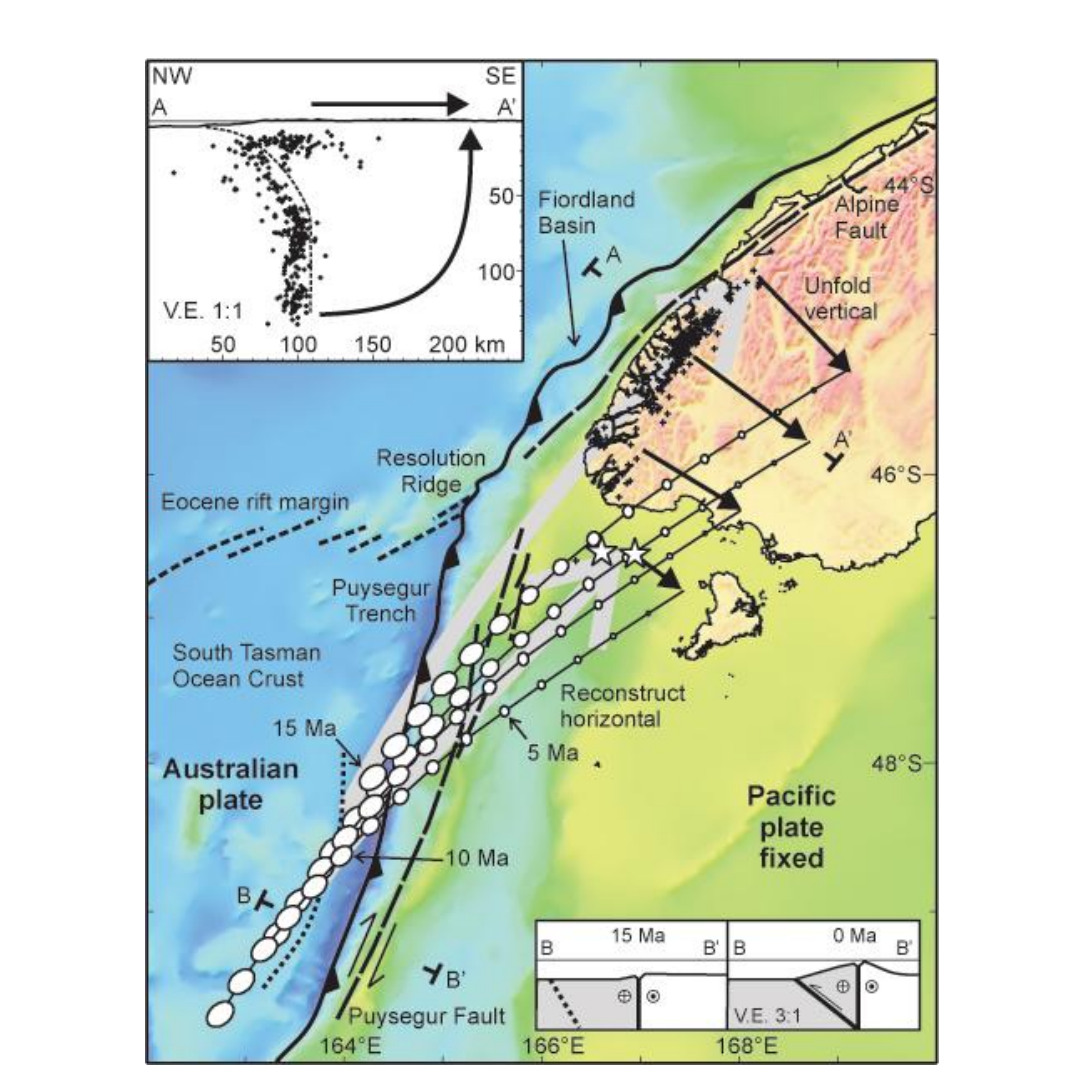 NW
SE
A
A'
50
100
V.E. 1:1
50
100
150
200 km
Fiordland
Basin
A
44°S
Alpine
Fault
Unfold
vertical
A'
Resolution
Ridge
46°S
Eocene rift margin
Puysegur
Trench
South Tasman
Ocean Crust
Reconstruct
horizontal
15 Ma
5 Ma
Australian
plate
48°S
Pacific
plate
fixed
10 Ma
B
B'
Puysegur Fault
B
15 Ma
B'
B
0 Ma
B'
V.E. 3:1
164°E
166°E
168°E